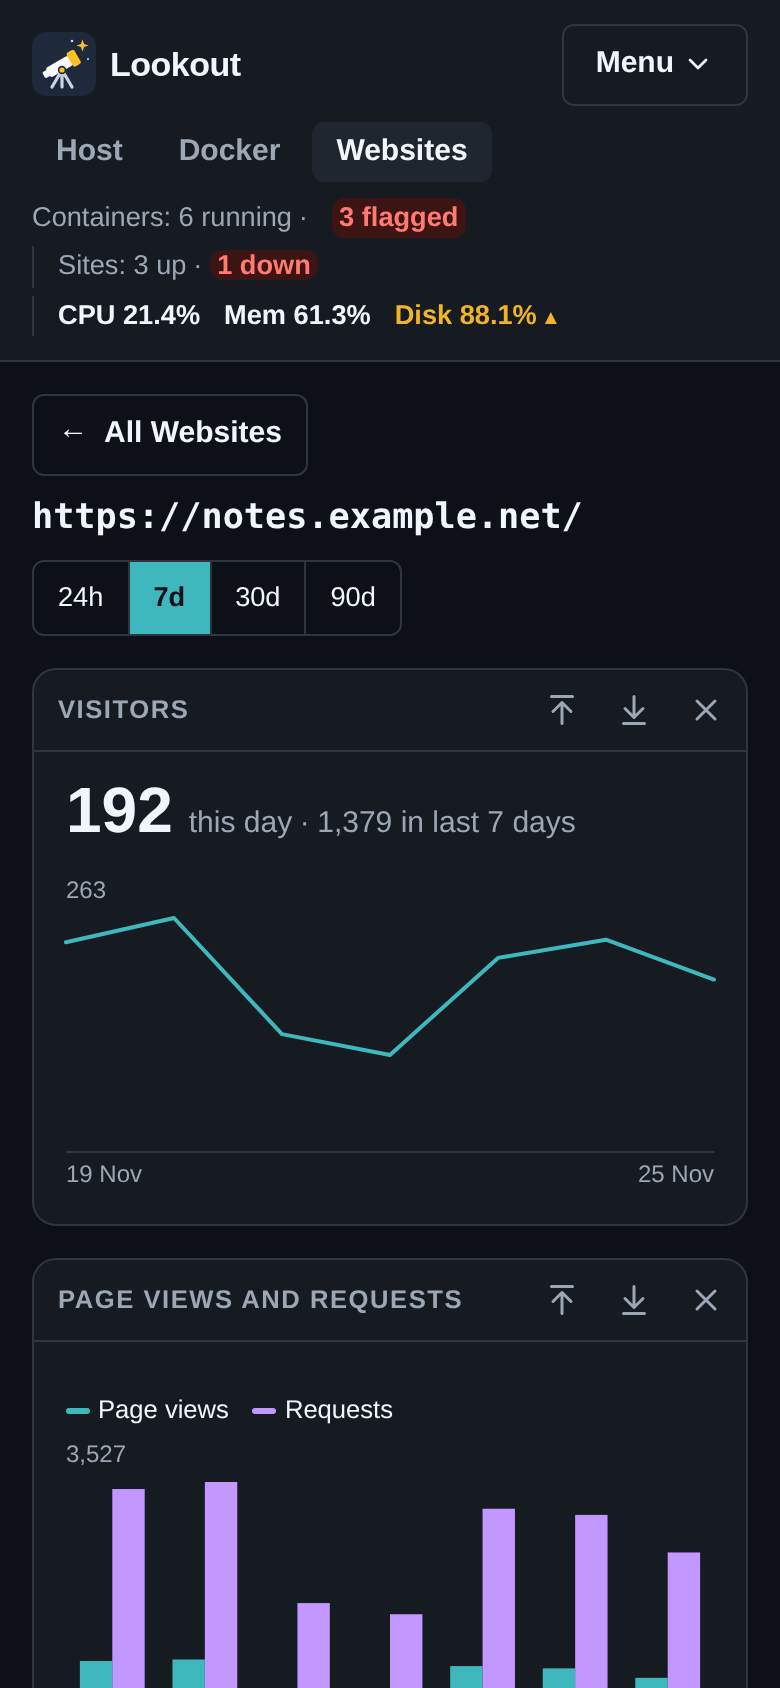 Lookout
Menu
Host Docker Websites
Containers: 6 running · 3 flagged
Sites: 3 up · 1 down
CPU 21.4% Mem 61.3% Disk 88.1% ▲
← All Websites
https://notes.example.net/
24h 7d 30d 90d
VISITORS
192 this day · 1,379 in last 7 days
263
19 Nov 25 Nov
PAGE VIEWS AND REQUESTS
Page views Requests
3,527